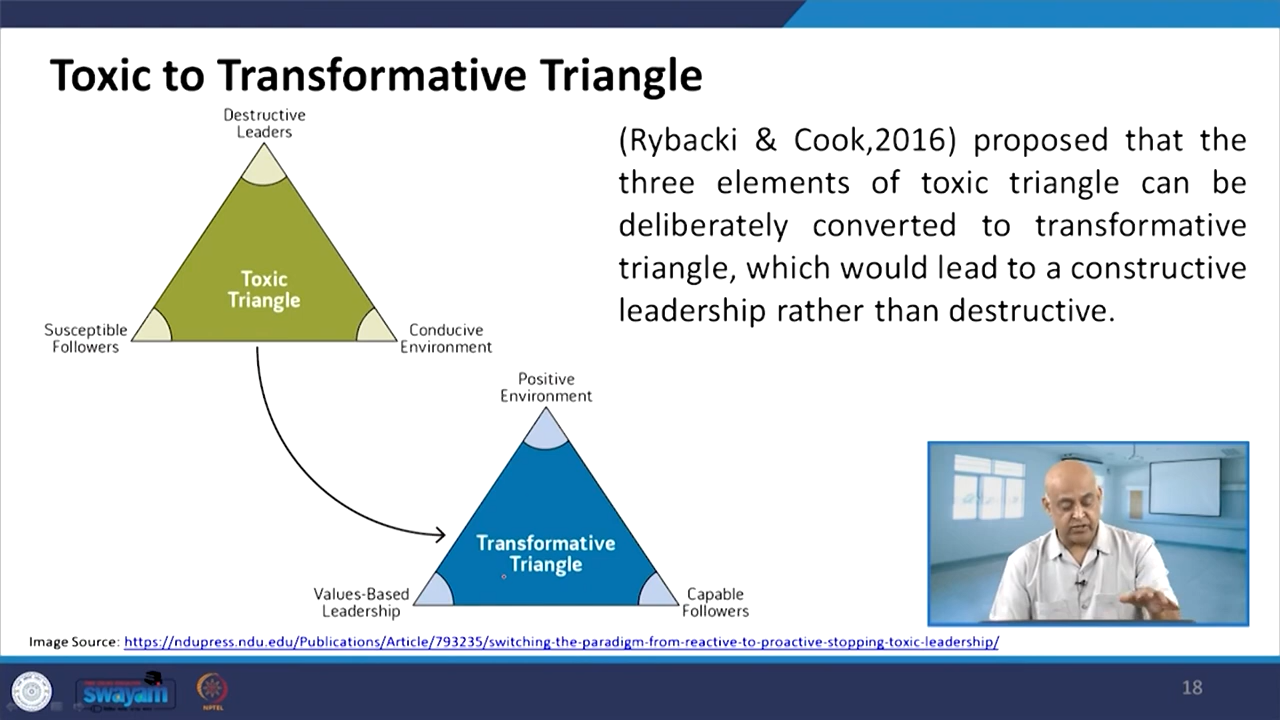 Toxic to Transformative Triangle
Destructive
Leaders
Toxic
Triangle
Susceptible
Followers
Conducive
Environment
(Rybacki & Cook,2016) proposed that the
three elements of toxic triangle can be
deliberately converted to transformative
triangle, which would lead to a constructive
leadership rather than destructive.
Positive
Environment
Transformative
Triangle
Values-Based
Leadership
Capable
Followers
Image Source: https://ndupress.ndu.edu/Publications/Article/793235/switching-the-paradigm-from-reactive-to-proactive-stopping-toxic-leadership/
swayam
NPTEL
18